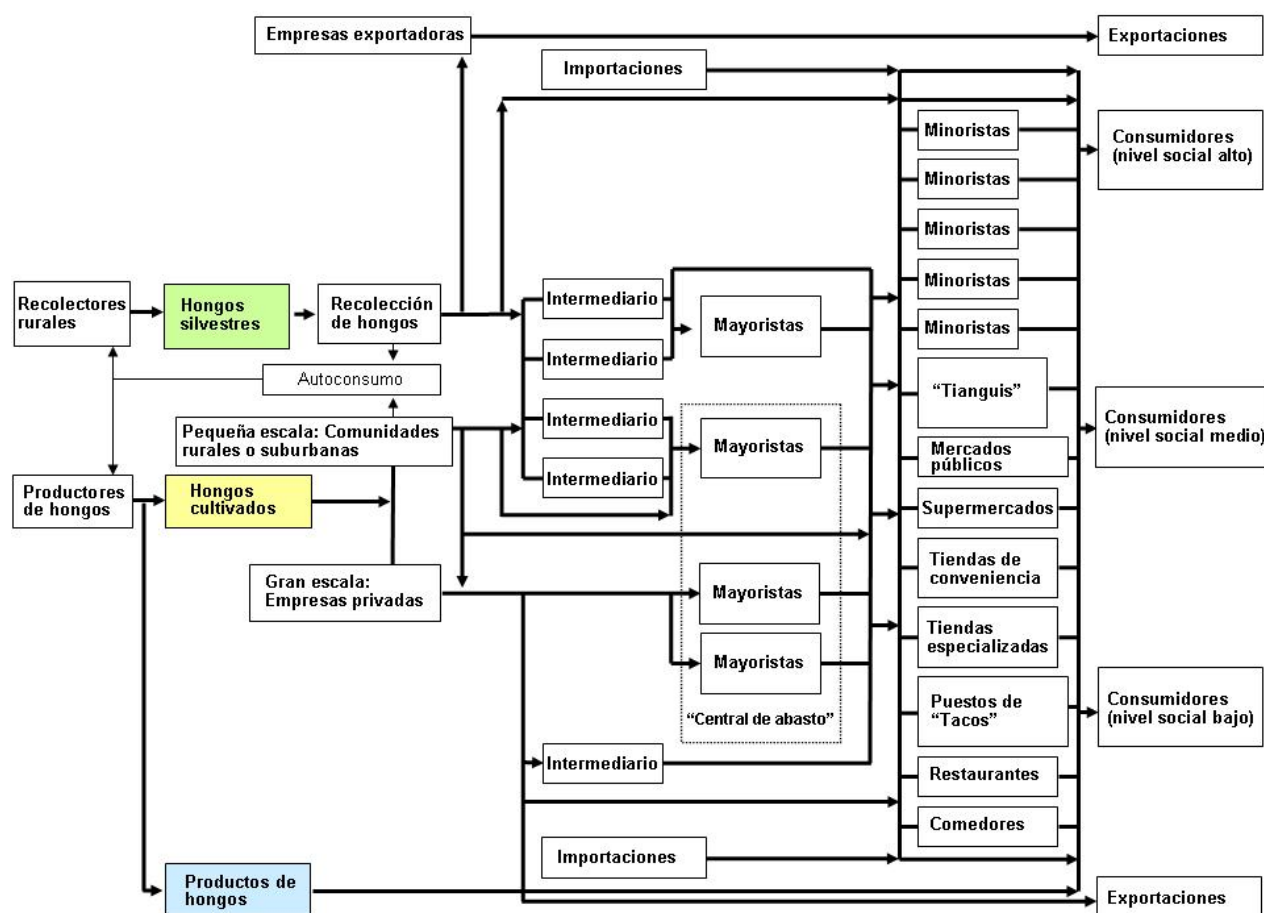 Empresas exportadoras
Exportaciones
Importaciones
Minoristas
Consumidores
(nivel social alto)
Minoristas
Minoristas
Minoristas
Minoristas
Recolectores
rurales
Hongos
silvestres
Recolección
de hongos
Intermediario
Intermediario
Mayoristas
Autoconsumo
“Tianguis”
Consumidores
(nivel social medio)
Pequeña escala: Comunidades
rurales o suburbanas
Intermediario
Intermediario
Mayoristas
Mercados
públicos
Productores
de hongos
Hongos
cultivados
Supermercados
Gran escala:
Empresas privadas
Mayoristas
Mayoristas
“Central de abasto”
Tiendas de
conveniencia
Tiendas
especializadas
Puestos de
“Tacos”
Consumidores
(nivel social bajo)
Intermediario
Restaurantes
Comedores
Importaciones
Productos de
hongos
Exportaciones